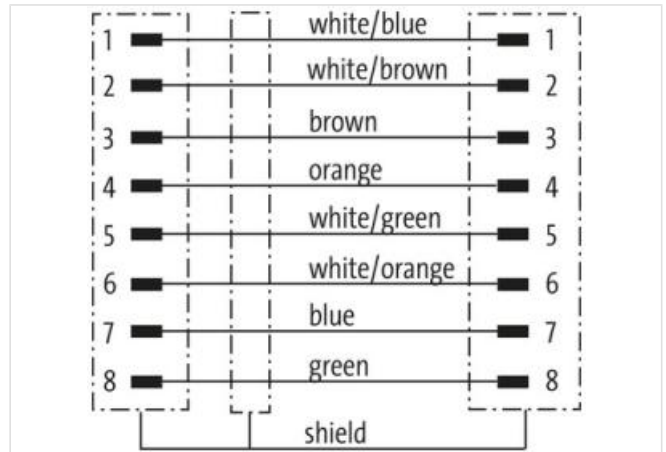 1 white/blue 1
2 white/brown 2
3 brown 3
4 orange 4
5 white/green 5
6 white/orange 6
7 blue 7
8 green 8
shield